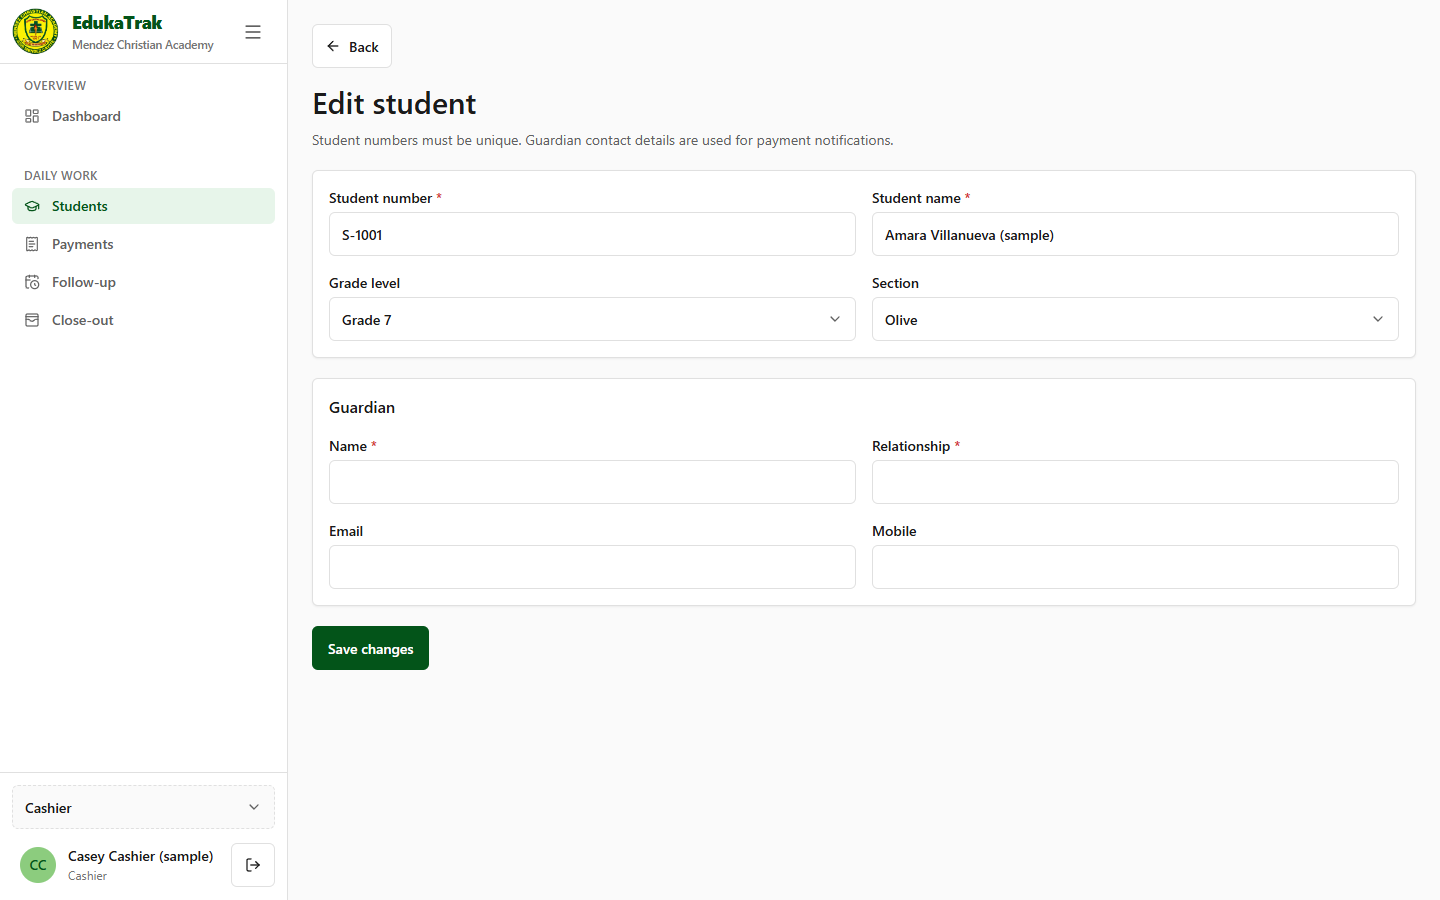 EdukaTrak
Mendez Christian Academy
OVERVIEW
Dashboard
DAILY WORK
Students
Payments
Follow-up
Close-out
Cashier
CC
Casey Cashier (sample)
Cashier
Back
Edit student
Student numbers must be unique. Guardian contact details are used for payment notifications.
Student number *
S-1001
Student name *
Amara Villanueva (sample)
Grade level
Grade 7
Section
Olive
Guardian
Name *
Relationship *
Email
Mobile
Save changes